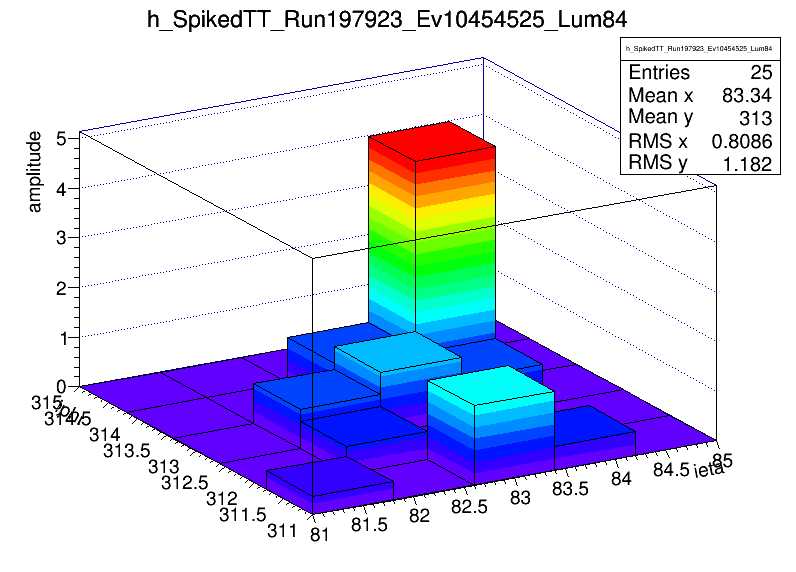 h_SpikedTT_Run197923_Ev10454525_Lum84
h_SpikedTT_Run197923_Ev10454525_Lum84
Entries 25
Mean x 83.34
Mean y 313
RMS x 0.8086
RMS y 1.182
amplitude
5
4
3
2
1
0
315
314.5
314
313.5
313
312.5
312
311.5
311
81
81.5
82
82.5
83
83.5
84
84.5
85
ieta